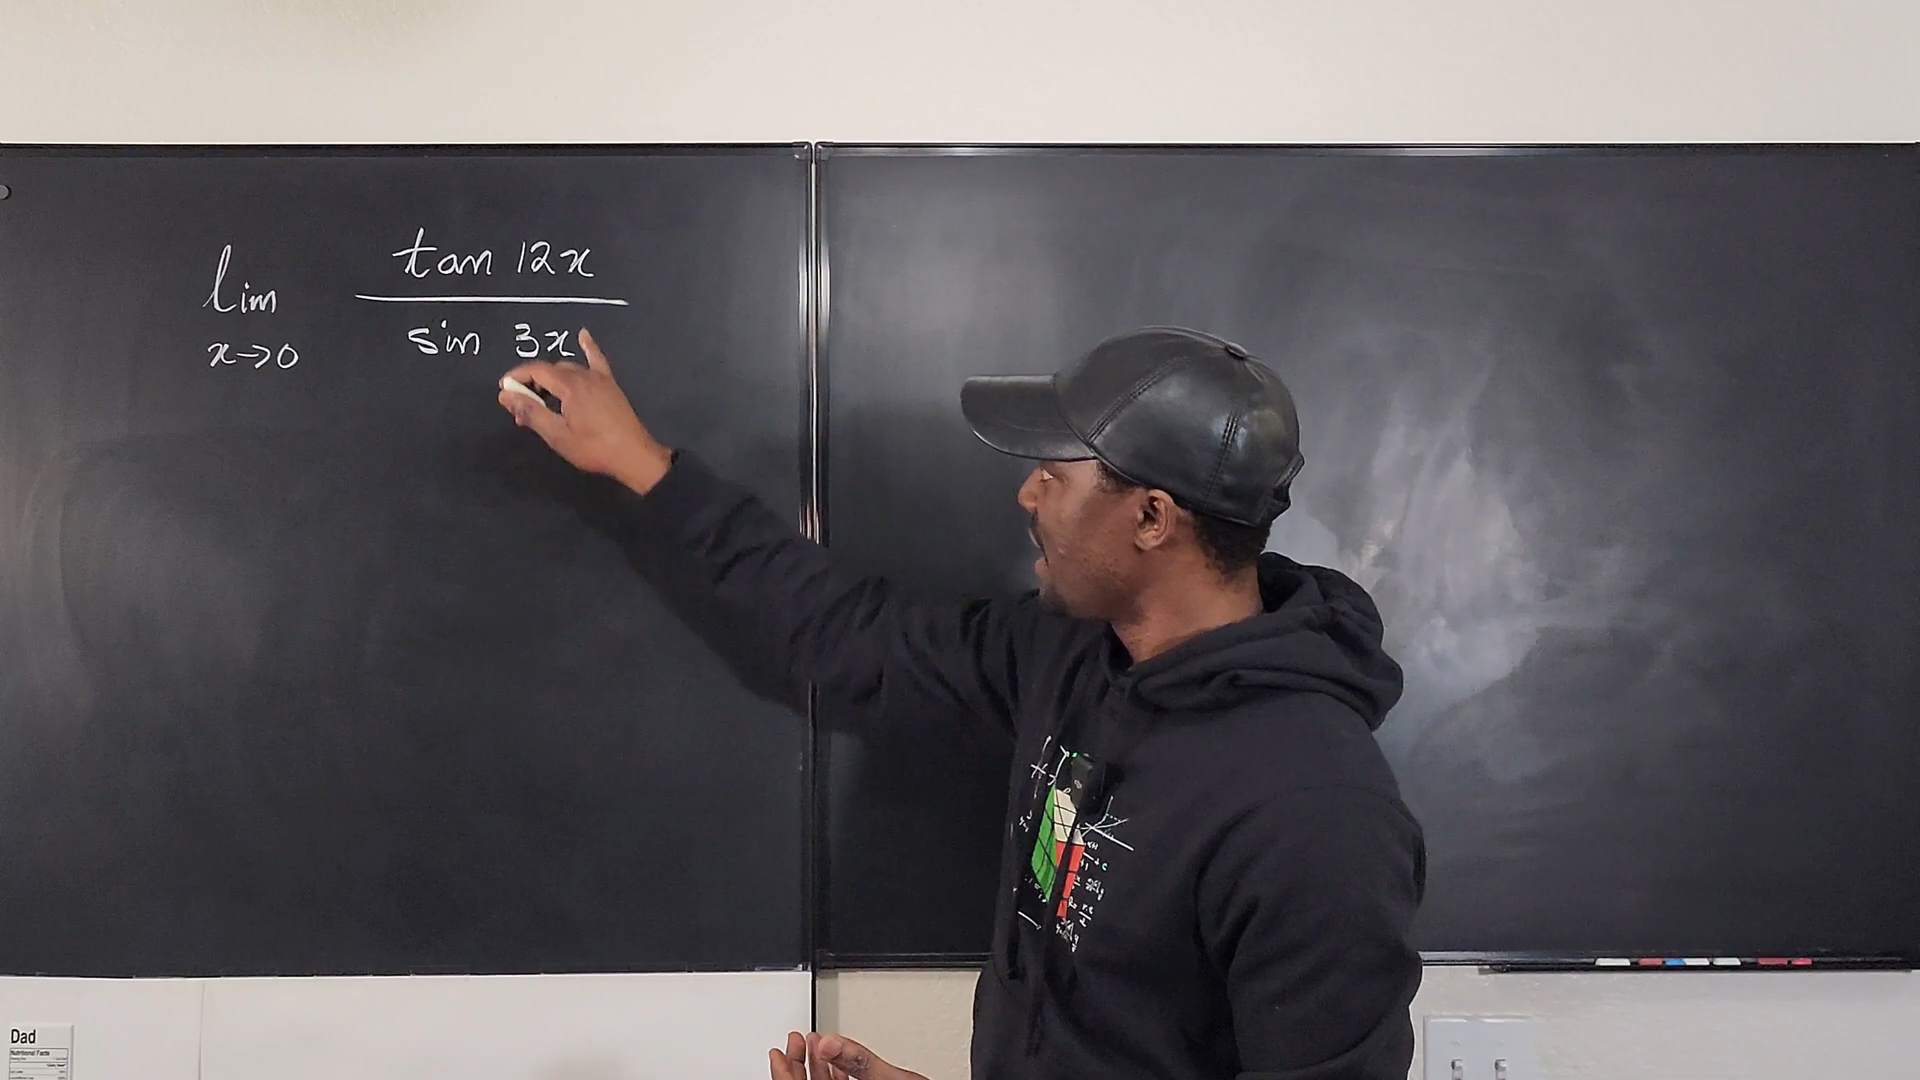 lim tan 12x
x→0 sin 3x
Dad
Nutritional Facts